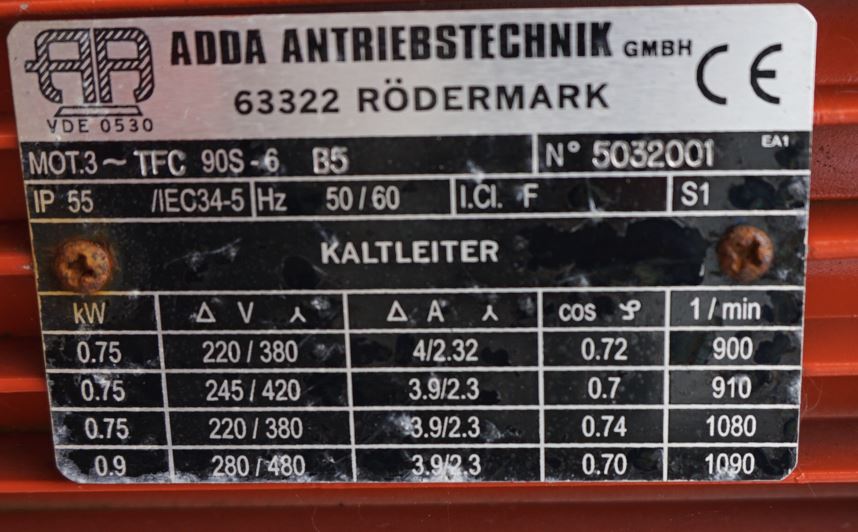 ADDA ANTRIEBSTECHNIK GMBH
63322 RÖDERMARK
VDE 0530
CE
MOT.3~ TFC 90S-6 B5 N° 5032001 EA1
IP 55 /IEC34-5 Hz 50/60 I.Cl. F S1
KALTLEITER
kW Δ V ⅄ Δ A ⅄ cos φ 1/min
0.75 220/380 4/2.32 0.72 900
0.75 245/420 3.9/2.3 0.7 910
0.75 220/380 3.9/2.3 0.74 1080
0.9 280/480 3.9/2.3 0.70 1090